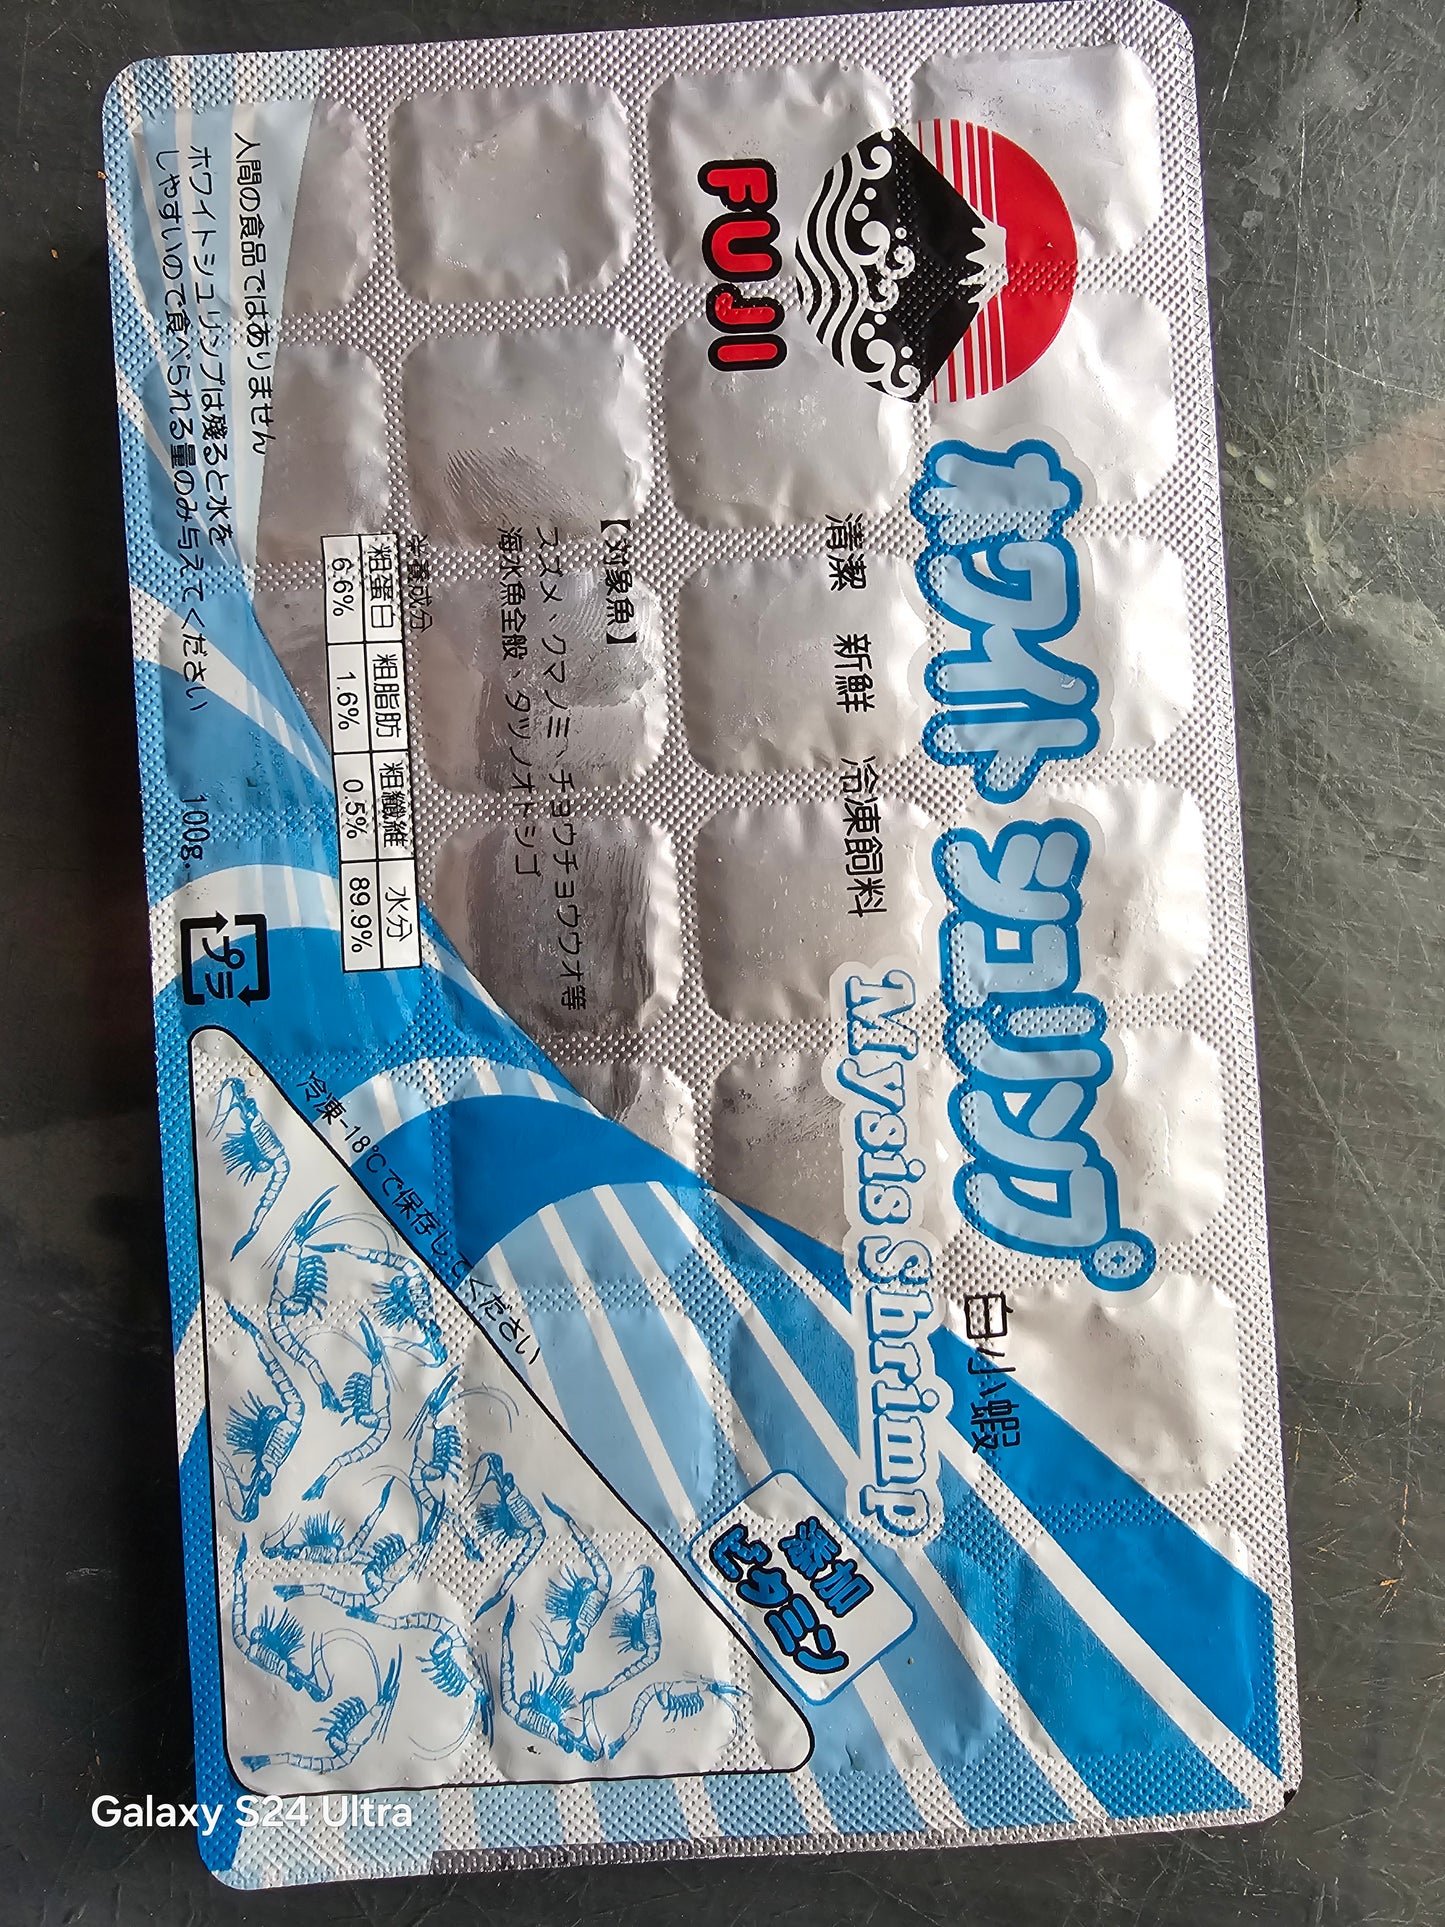 FUJI
ホワイトシュリンプ
白小蝦
清潔 新鮮 冷凍飼料
Mysis Shrimp
【対象魚】
スズメ、クマノミ、チョウチョウウオ等
海水魚全般、タツノオトシゴ
栄養成分
粗蛋白 粗脂肪 粗纖維 水分
6.6% 1.6% 0.5% 89.9%
添加
ビタミン
冷凍-18℃で保存してください
人間の食品ではありません
ホワイトシュリンプは残ると水を
しやすいので食べられる量のみ与えてください
100g.
プラ
Galaxy S24 Ultra